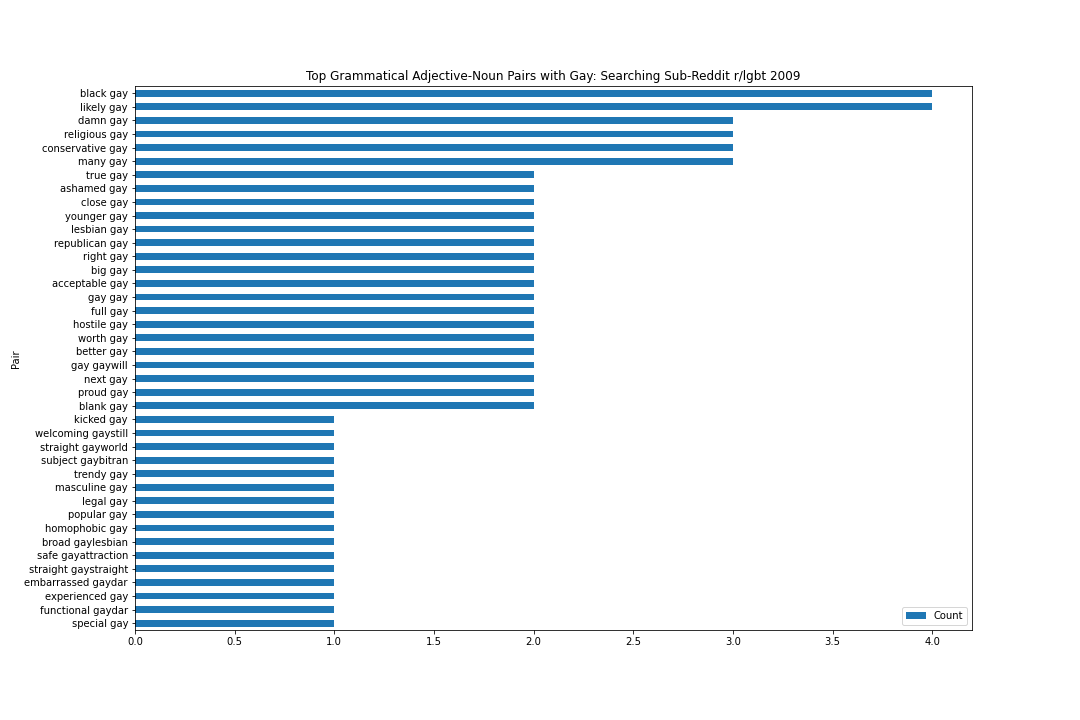 Top Grammatical Adjective-Noun Pairs with Gay: Searching Sub-Reddit r/lgbt 2009
black gay
likely gay
damn gay
religious gay
conservative gay
many gay
true gay
ashamed gay
close gay
younger gay
lesbian gay
republican gay
right gay
big gay
acceptable gay
gay gay
full gay
hostile gay
worth gay
better gay
gay gaywill
next gay
proud gay
blank gay
kicked gay
welcoming gaystill
straight gayworld
subject gaybitran
trendy gay
masculine gay
legal gay
popular gay
homophobic gay
broad gaylesbian
safe gayattraction
straight gaystraight
embarrassed gaydar
experienced gay
functional gaydar
special gay
Pair
Count
0.0 0.5 1.0 1.5 2.0 2.5 3.0 3.5 4.0